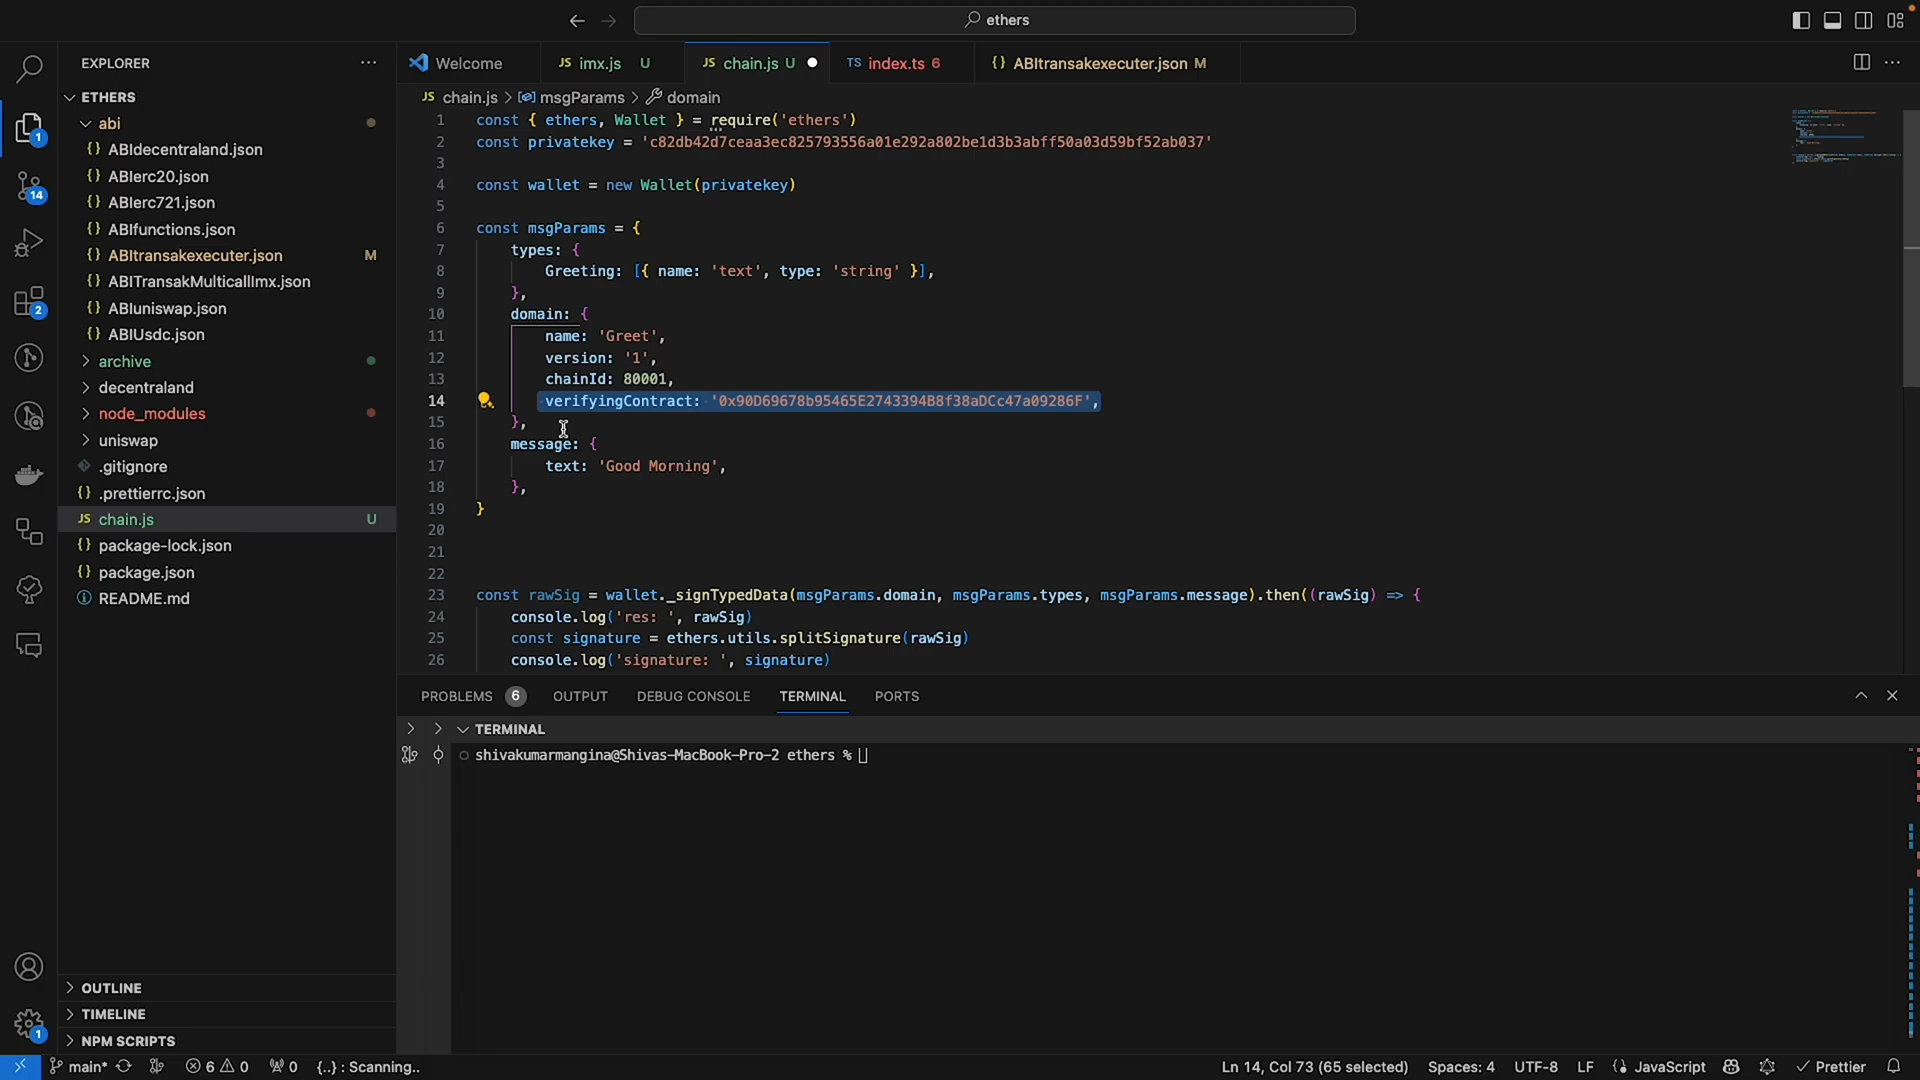 ethers
EXPLORER
ETHERS
abi
ABIdecentraland.json
ABIerc20.json
ABIerc721.json
ABIfunctions.json
ABItransakexecuter.json M
ABITransakMulticallImx.json
ABIuniswap.json
ABIUsdc.json
archive
decentraland
node_modules
uniswap
.gitignore
.prettierrc.json
JS chain.js U
package-lock.json
package.json
README.md
OUTLINE
TIMELINE
NPM SCRIPTS
1
14
2
1
Welcome JS imx.js U JS chain.js U TS index.ts 6 {} ABItransakexecuter.json M
JS chain.js > msgParams > domain
1 const { ethers, Wallet } = require('ethers')
2 const privatekey = 'c82db42d7ceaa3ec825793556a01e292a802be1d3b3abff50a03d59bf52ab037'
3
4 const wallet = new Wallet(privatekey)
5
6 const msgParams = {
7 types: {
8 Greeting: [{ name: 'text', type: 'string' }],
9 },
10 domain: {
11 name: 'Greet',
12 version: '1',
13 chainId: 80001,
14 verifyingContract: '0x90D69678b95465E2743394B8f38aDCc47a09286F',
15 },
16 message: {
17 text: 'Good Morning',
18 },
19 }
20
21
22
23 const rawSig = wallet._signTypedData(msgParams.domain, msgParams.types, msgParams.message).then((rawSig) => {
24 console.log('res: ', rawSig)
25 const signature = ethers.utils.splitSignature(rawSig)
26 console.log('signature: ', signature)
PROBLEMS 6 OUTPUT DEBUG CONSOLE TERMINAL PORTS
TERMINAL
shivakumarmangina@Shivas-MacBook-Pro-2 ethers %
main* 6 0 0 {..} : Scanning.. Ln 14, Col 73 (65 selected) Spaces: 4 UTF-8 LF {} JavaScript Prettier